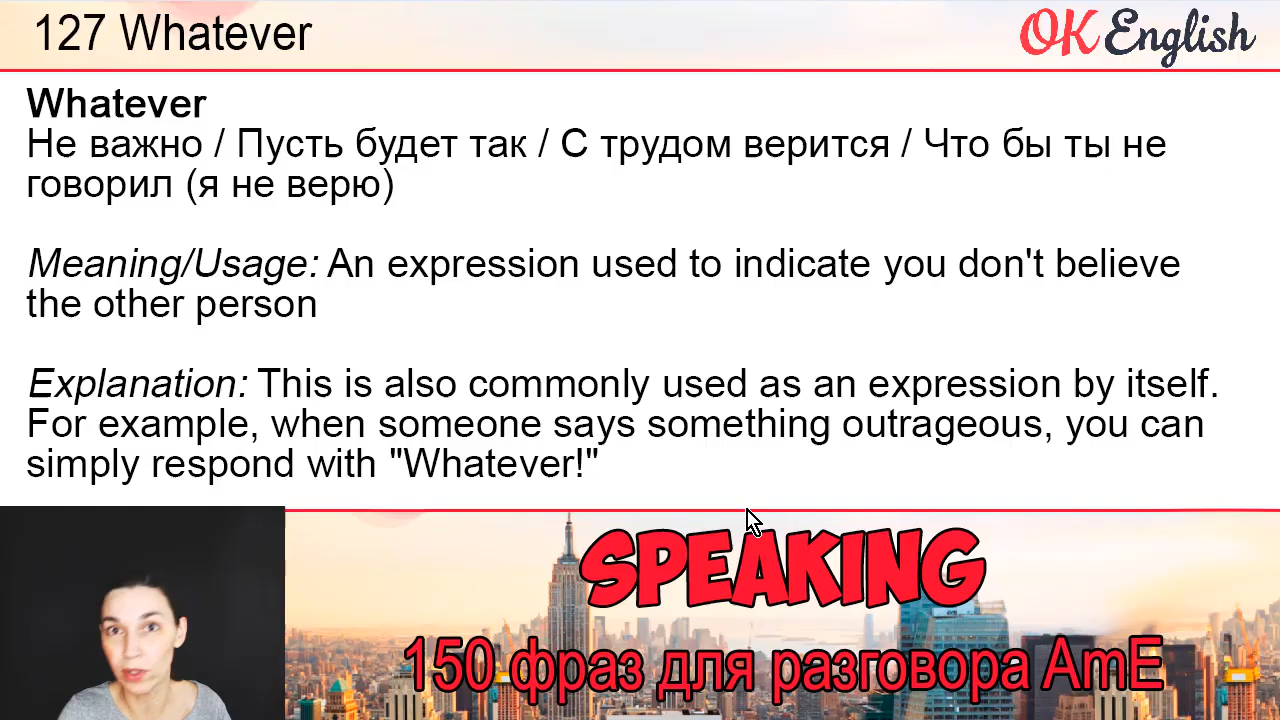 127 Whatever
OK English
Whatever
Не важно / Пусть будет так / С трудом верится / Что бы ты не
говорил (я не верю)
Meaning/Usage: An expression used to indicate you don't believe
the other person
Explanation: This is also commonly used as an expression by itself.
For example, when someone says something outrageous, you can
simply respond with "Whatever!"
SPEAKING
150 фраз для разговора AmE